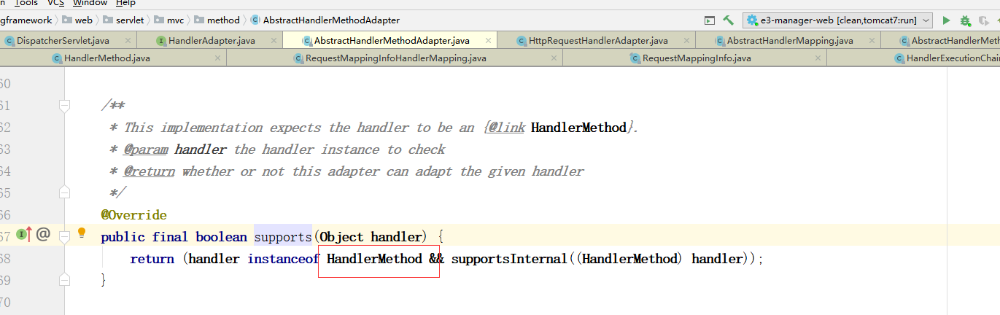 Tools VCS Window Help
gframework web servlet mvc method AbstractHandlerMethodAdapter e3-manager-web [clean,tomcat7:run]
DispatcherServlet.java HandlerAdapter.java AbstractHandlerMethodAdapter.java HttpRequestHandlerAdapter.java AbstractHandlerMapping.java AbstractHandlerMet
HandlerMethod.java RequestMappingInfoHandlerMapping.java RequestMappingInfo.java HandlerExecutionChain
60
61 /**
62 * This implementation expects the handler to be an {@link HandlerMethod}.
63 * @param handler the handler instance to check
64 * @return whether or not this adapter can adapt the given handler
65 */
66 @Override
67 public final boolean supports(Object handler) {
68 return (handler instanceof HandlerMethod && supportsInternal((HandlerMethod) handler));
69 }
70